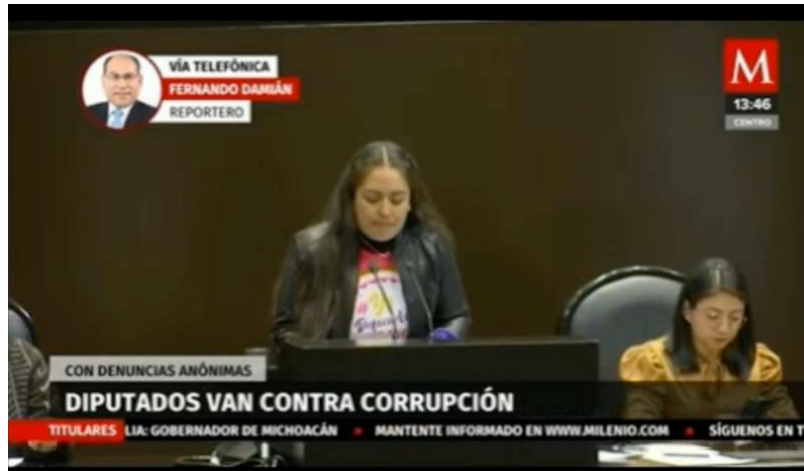 VÍA TELEFÓNICA
FERNANDO DAMIÁN
REPORTERO
M
13:46
CENTRO
CON DENUNCIAS ANÓNIMAS
DIPUTADOS VAN CONTRA CORRUPCIÓN
TITULARES LIA: GOBERNADOR DE MICHOACÁN MANTENTE INFORMADO EN WWW.MILENIO.COM SÍGUENOS EN T